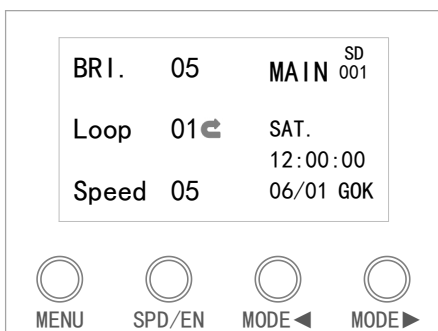 BRI. 05
MAIN SD 001
Loop 01
SAT.
12:00:00
Speed 05
06/01 GOK
MENU SPD/EN MODE◀ MODE▶